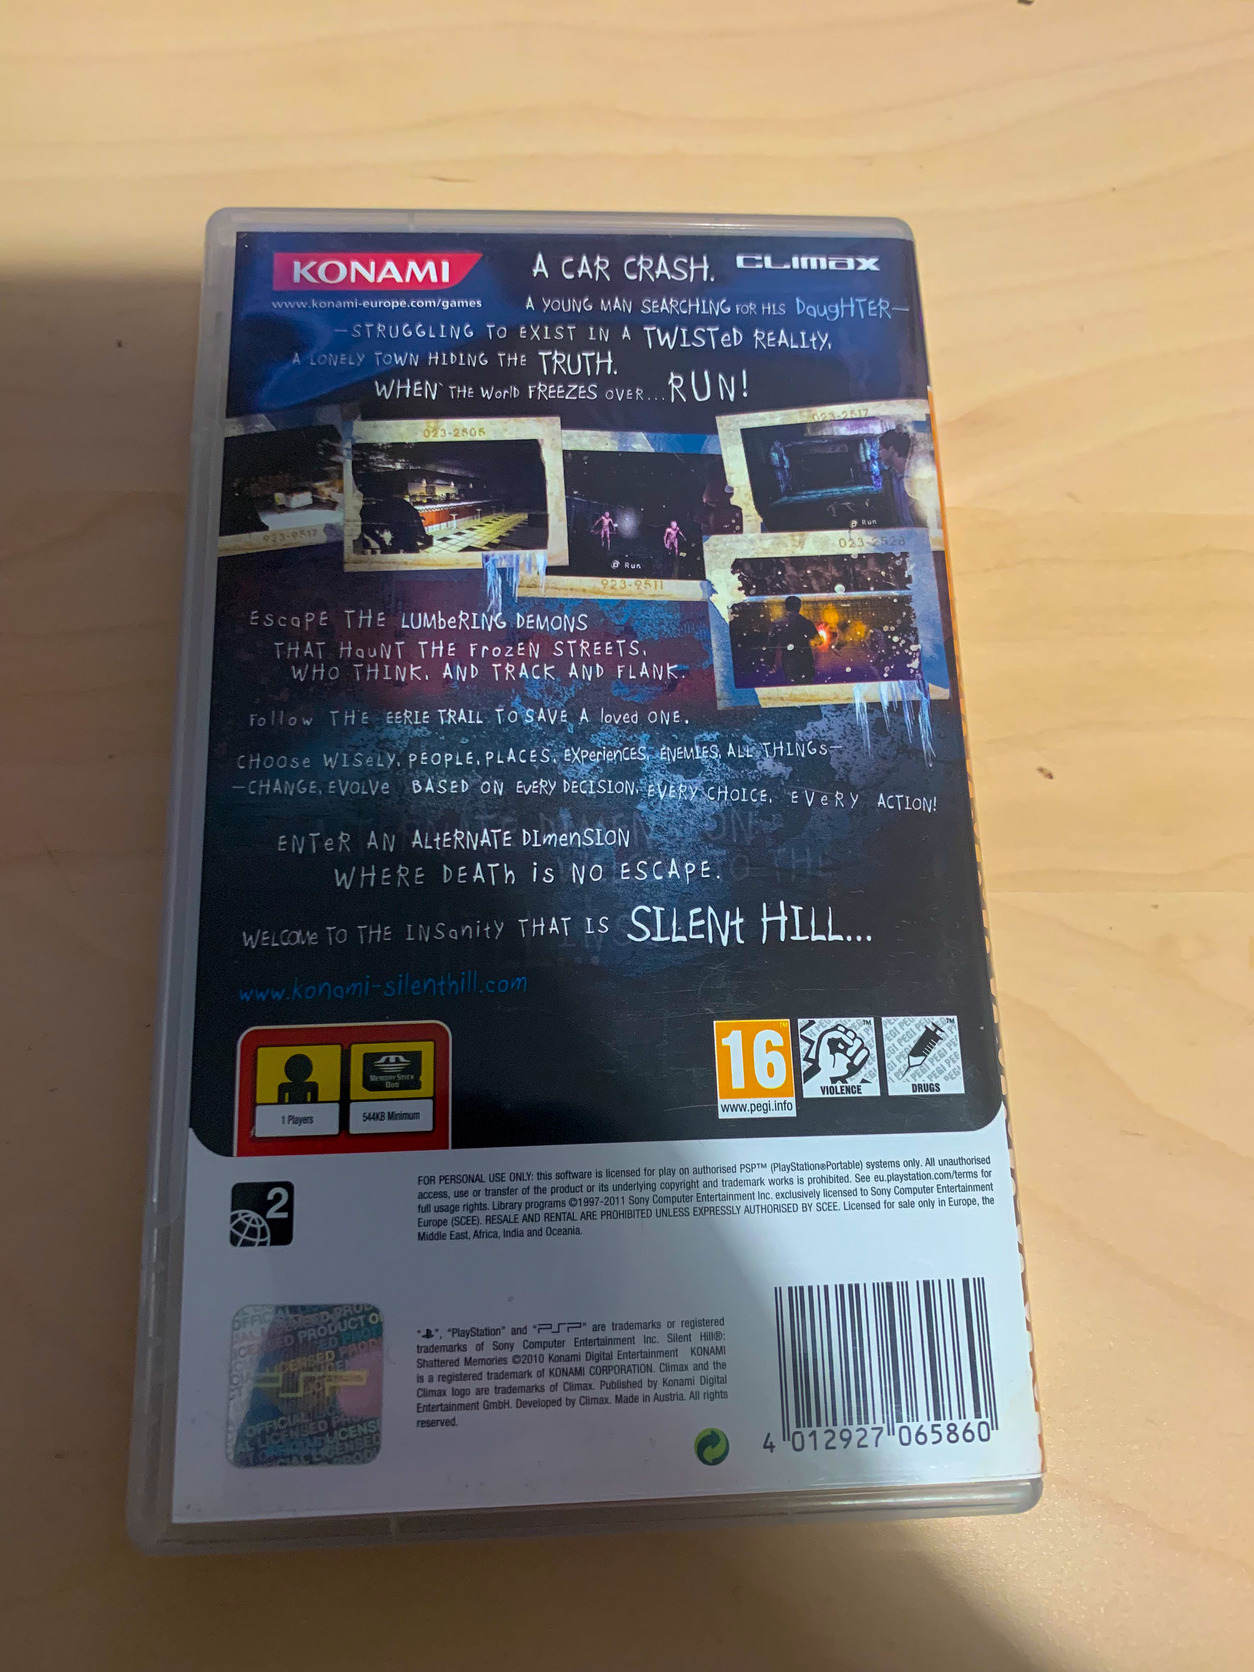 KONAMI
www.konami-europe.com/games
A CAR CRASH.
CLIMAX
A YOUNG MAN SEARCHING FOR HIS DaugHTER—
—STRUGGLING TO EXIST IN A TWISTeD REALItY,
A LONELY TOWN HIDING THE TRUTH.
WHEN THE WorlD FREEZES OVER... RUN!
023-2505
023-2517
923-9517
Run
Run
923-9511
023-2528
EscaPE THE LUMbeRING DEMONS
THAT HauNT THE FrozEN STREETS,
WHO THINK, AND TRACK AND FLANK.
Follow THE EERIE TRAIL TO SAVE A loved ONE.
CHOose WISeLY, PEOPLE, PLACES, EXPerienCES, ENEMIES, ALL THINGs—
—CHANGE, EVOLVe BASED ON EVERY DECISION, EVERY CHOICE, EVeRY ACTION!
ENTeR AN ALtERNATE DImenSION
WHERE DEATh is NO ESCAPE.
WELCOMe TO THE INSaniTY THAT IS SILENt HILL...
www.konami-silenthill.com
1 Players
MEMORY STICK
DUO
544KB Minimum
16
www.pegi.info
VIOLENCE
DRUGS
FOR PERSONAL USE ONLY: this software is licensed for play on authorised PSP™ (PlayStation®Portable) systems only. All unauthorised
access, use or transfer of the product or its underlying copyright and trademark works is prohibited. See eu.playstation.com/terms for
full usage rights. Library programs ©1997-2011 Sony Computer Entertainment Inc. exclusively licensed to Sony Computer Entertainment
Europe (SCEE). RESALE AND RENTAL ARE PROHIBITED UNLESS EXPRESSLY AUTHORISED BY SCEE. Licensed for sale only in Europe, the
Middle East, Africa, India and Oceania.
2
"PlayStation" and "PSP" are trademarks or registered
trademarks of Sony Computer Entertainment Inc. Silent Hill®:
Shattered Memories ©2010 Konami Digital Entertainment KONAMI
is a registered trademark of KONAMI CORPORATION. Climax and the
Climax logo are trademarks of Climax. Published by Konami Digital
Entertainment GmbH. Developed by Climax. Made in Austria. All rights
reserved.
4 012927 065860